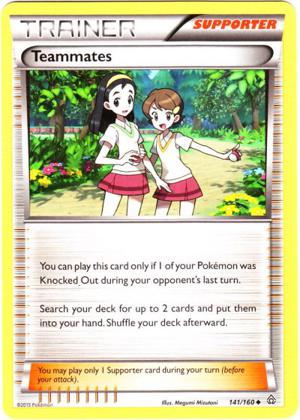 TRAINER SUPPORTER
Teammates
You can play this card only if 1 of your Pokémon was
Knocked Out during your opponent's last turn.
Search your deck for up to 2 cards and put them
into your hand. Shuffle your deck afterward.
You may play only 1 Supporter card during your turn (before
your attack).
Illus. Megumi Mizutani 141/160
©2015 Pokémon